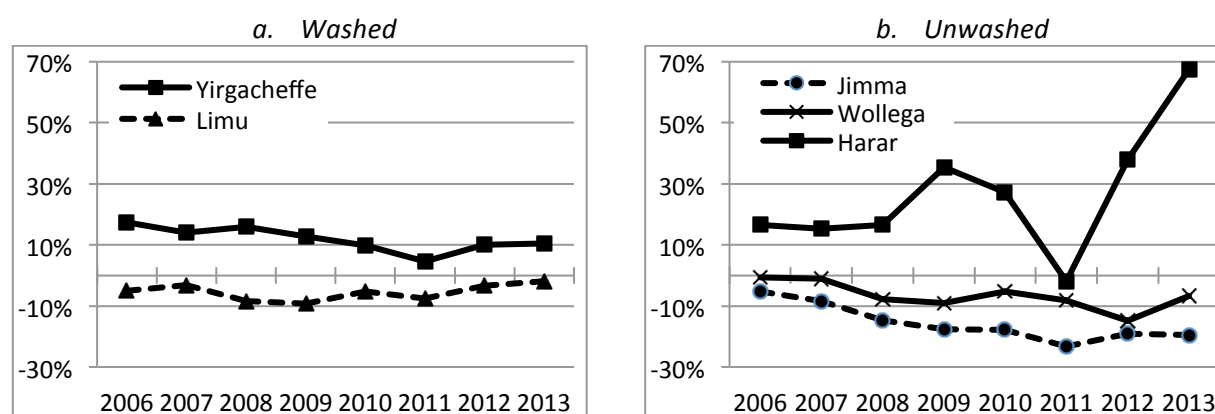 a. Washed
70%
50%
30%
10%
-10%
-30%
Yirgacheffe
Limu
2006 2007 2008 2009 2010 2011 2012 2013
b. Unwashed
70%
50%
30%
10%
-10%
-30%
Jimma
Wollega
Harar
2006 2007 2008 2009 2010 2011 2012 2013